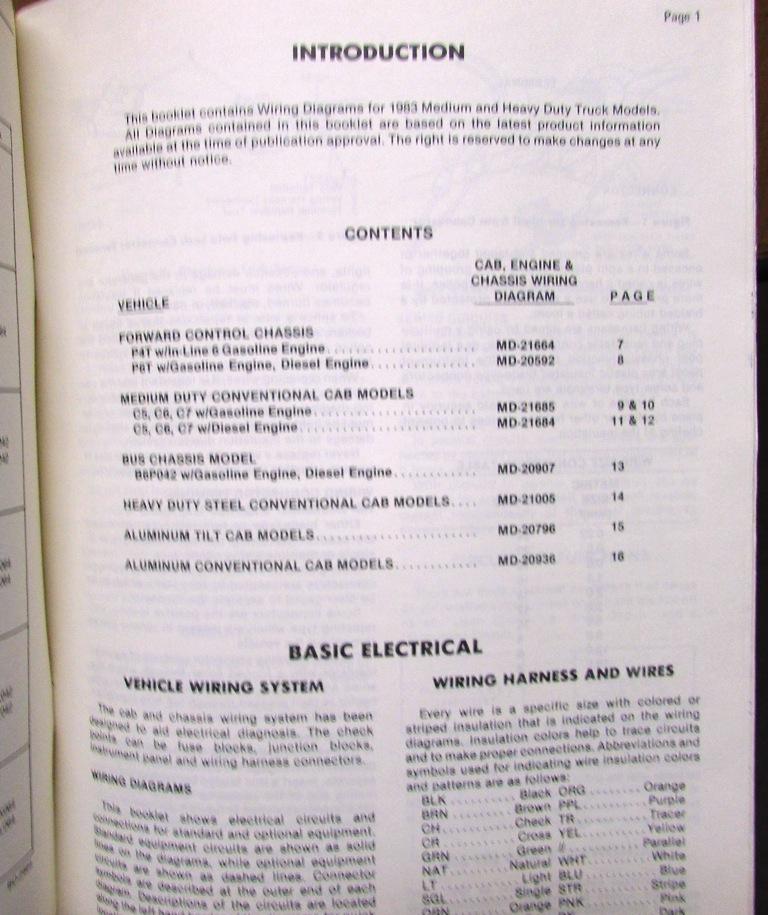 Page 1
INTRODUCTION
This booklet contains Wiring Diagrams for 1983 Medium and Heavy Duty Truck Models.
All Diagrams contained in this booklet are based on the latest product information
available at the time of publication approval. The right is reserved to make changes at any
time without notice.
CONTENTS
VEHICLE CAB, ENGINE & CHASSIS WIRING DIAGRAM PAGE
FORWARD CONTROL CHASSIS
P4T w/In-Line 6 Gasoline Engine MD-21664 7
P6T w/Gasoline Engine, Diesel Engine MD-20592 8
MEDIUM DUTY CONVENTIONAL CAB MODELS
C5, C6, C7 w/Gasoline Engine MD-21685 9 & 10
C5, C6, C7 w/Diesel Engine MD-21684 11 & 12
BUS CHASSIS MODEL
B6P042 w/Gasoline Engine, Diesel Engine MD-20907 13
HEAVY DUTY STEEL CONVENTIONAL CAB MODELS MD-21005 14
ALUMINUM TILT CAB MODELS MD-20796 15
ALUMINUM CONVENTIONAL CAB MODELS MD-20936 16
BASIC ELECTRICAL
VEHICLE WIRING SYSTEM
The cab and chassis wiring system has been
designed to aid electrical diagnosis. The check
points can be fuse blocks, junction blocks,
instrument panel and wiring harness connectors.
WIRING DIAGRAMS
This booklet shows electrical circuits and
connections for standard and optional equipment.
Standard equipment circuits are shown as solid
lines on the diagrams, while optional equipment
circuits are shown as dashed lines. Connector
symbols are described at the outer end of each
diagram. Descriptions of the circuits are located
along the left hand
WIRING HARNESS AND WIRES
Every wire is a specific size with colored or
striped insulation that is indicated on the wiring
diagrams. Insulation colors help to trace circuits
and to make proper connections. Abbreviations and
symbols used for indicating wire insulation colors
and patterns are as follows:
BLK Black ORG Orange
BRN Brown PPL Purple
CH Check TR Tracer
CR Cross YEL Yellow
GRN Green // Parallel
NAT Natural WHT White
LT Light BLU Blue
SGL Single STR Stripe
ORN Orange PNK Pink
Dark